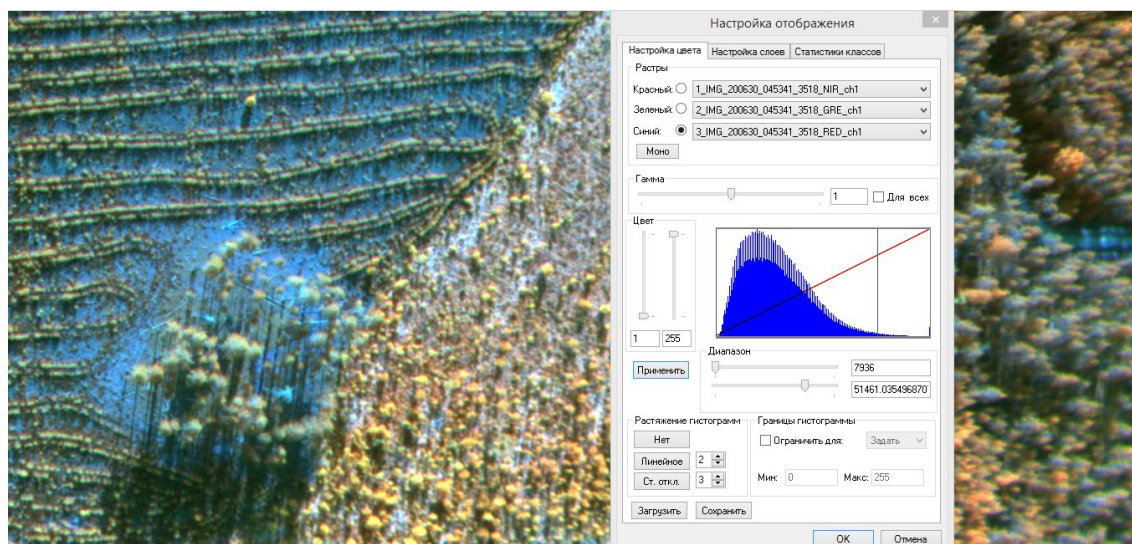 Настройка отображения
Настройка цвета Настройка слоев Статистики классов
Растры
Красный: 1_IMG_200630_045341_3518_NIR_ch1
Зеленый: 2_IMG_200630_045341_3518_GRE_ch1
Синий: 3_IMG_200630_045341_3518_RED_ch1
Моно
Гамма
1 Для всех
Цвет
1 255
Применить
Диапазон
7936
51461.035496870
Растяжение гистограмм
Нет
Линейное 2
Ст. откл. 3
Границы гистограммы
Ограничить для: Задать
Мин: 0 Макс: 255
Загрузить Сохранить
OK Отмена